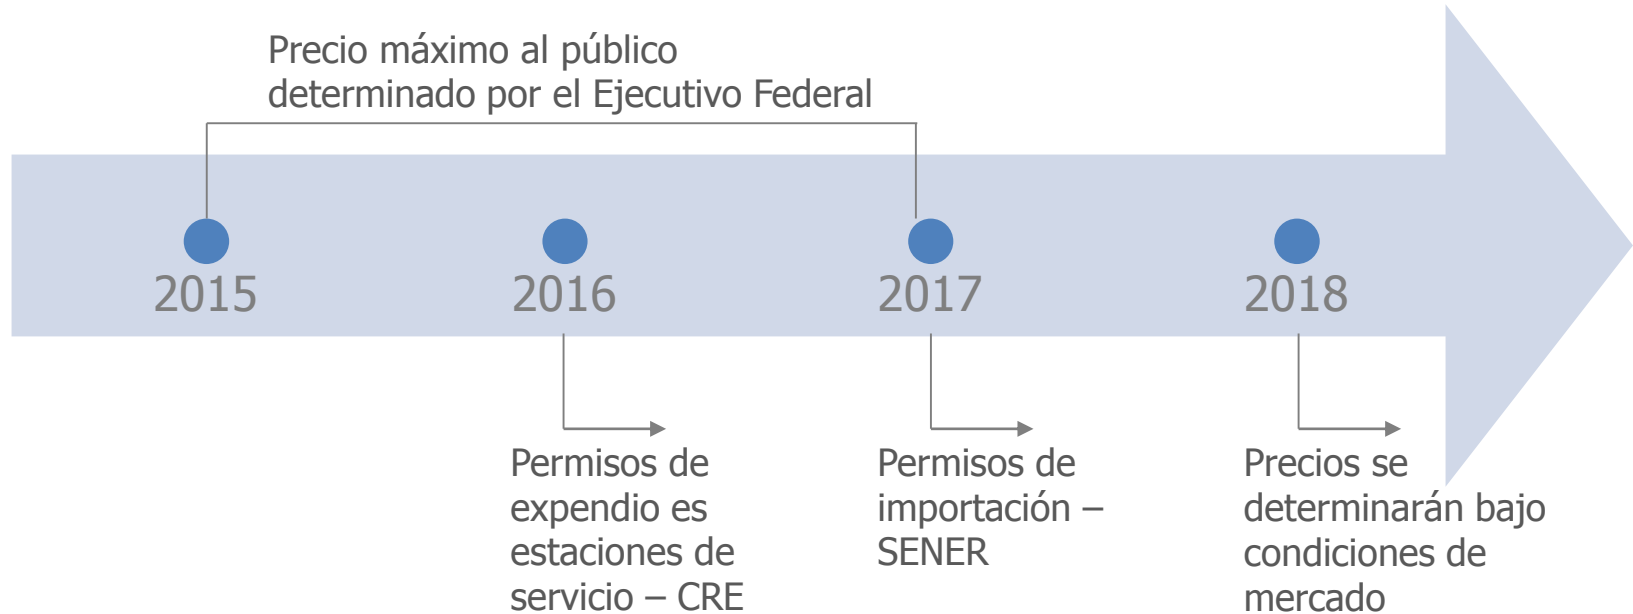 Precio máximo al público
determinado por el Ejecutivo Federal
2015
2016
2017
2018
Permisos de
expendio es
estaciones de
servicio – CRE
Permisos de
importación –
SENER
Precios se
determinarán bajo
condiciones de
mercado